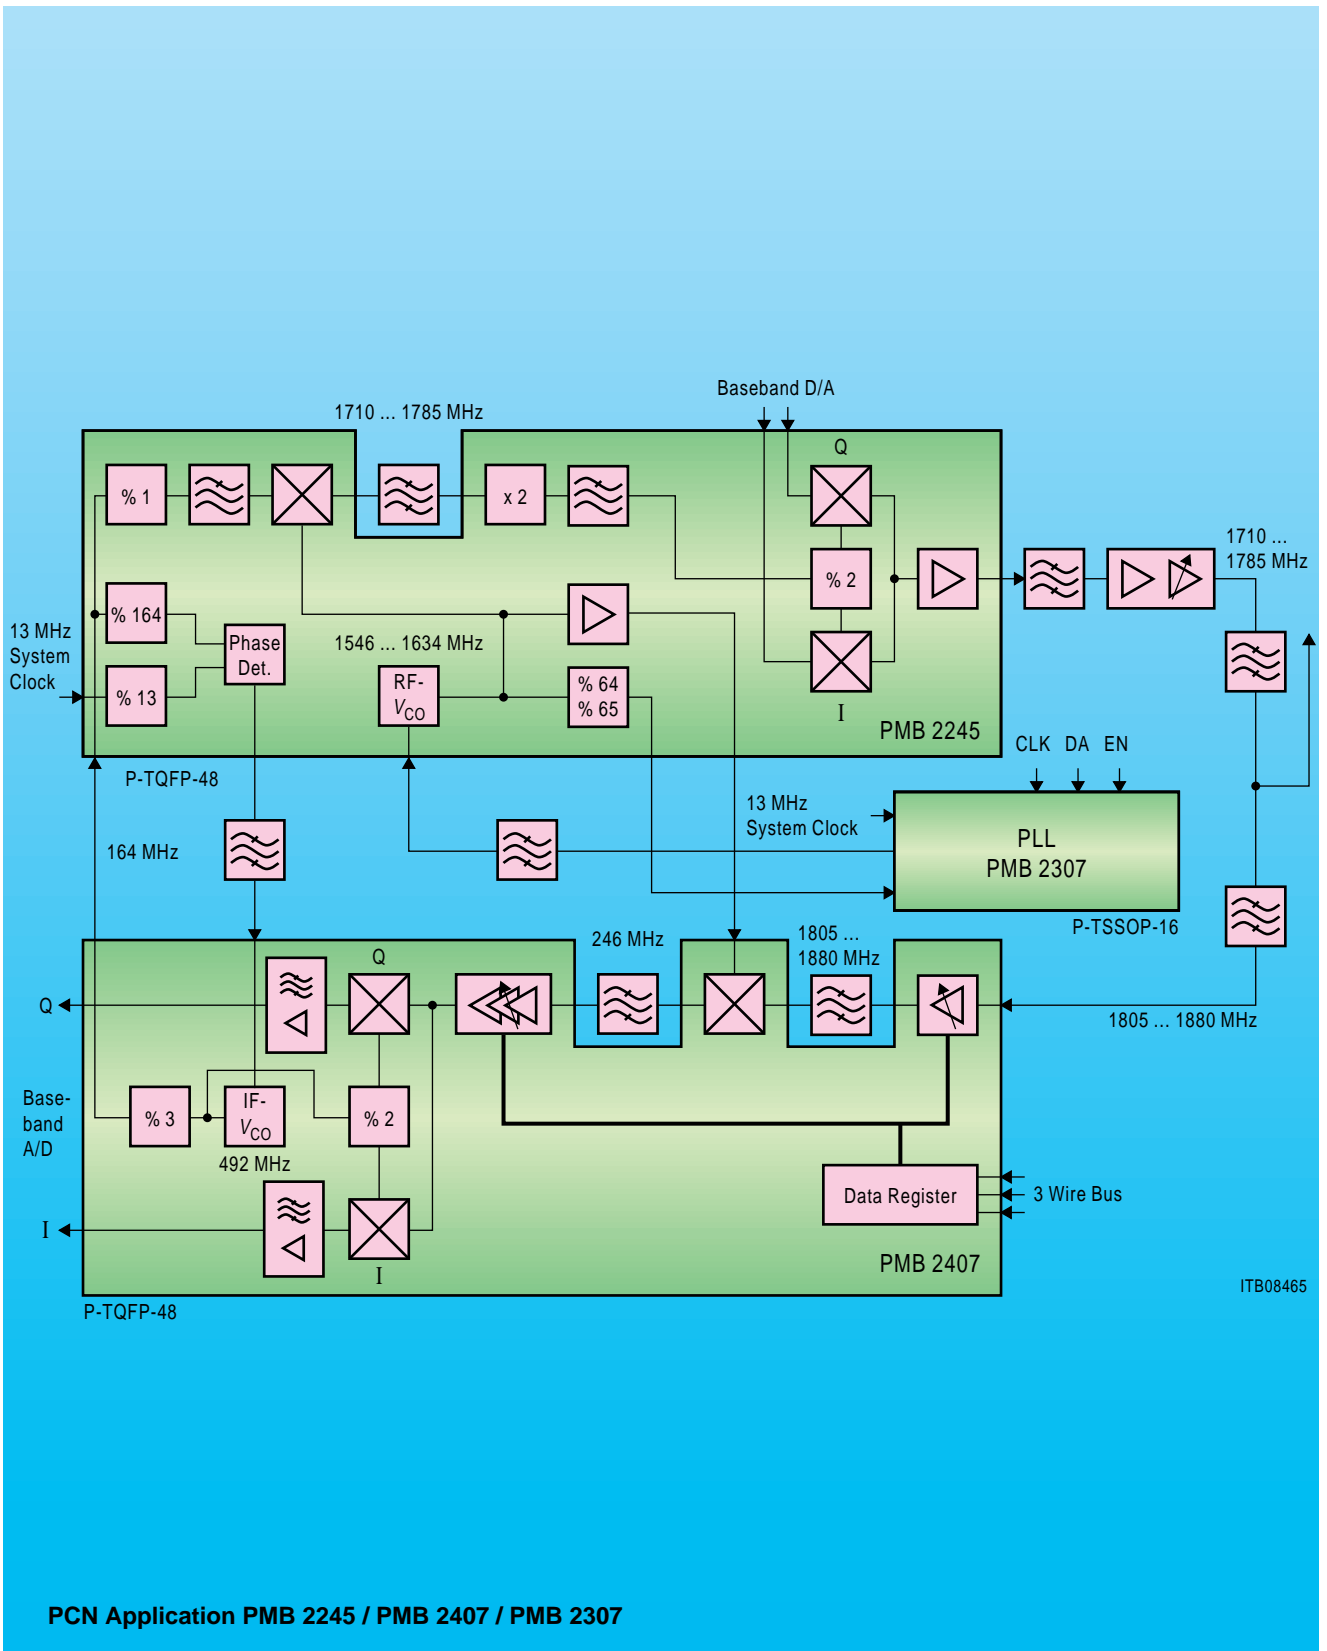 Baseband D/A
1710 ... 1785 MHz
Q
% 1
x 2
% 2
1710 ...
1785 MHz
% 164
13 MHz
System
Clock
Phase
Det.
1546 ... 1634 MHz
% 13
RF-
VCO
% 64
% 65
I
PMB 2245
P-TQFP-48
CLK DA EN
13 MHz
System Clock
PLL
PMB 2307
164 MHz
P-TSSOP-16
246 MHz
1805 ...
1880 MHz
Q
Q
1805 ... 1880 MHz
Base-
band
A/D
% 3
IF-
VCO
% 2
492 MHz
Data Register
3 Wire Bus
I
I
PMB 2407
ITB08465
P-TQFP-48
PCN Application PMB 2245 / PMB 2407 / PMB 2307